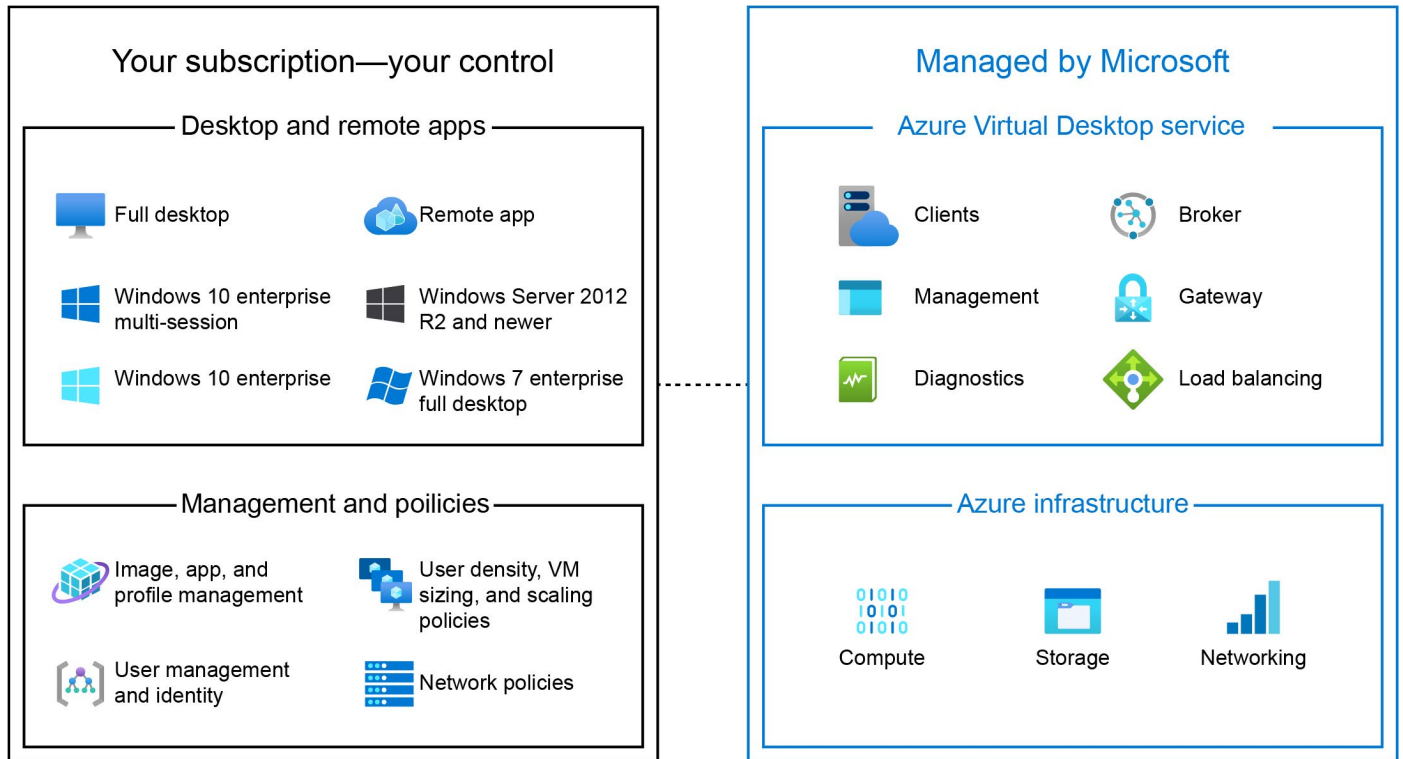 Your subscription—your control
Desktop and remote apps
Full desktop
Remote app
Windows 10 enterprise
multi-session
Windows Server 2012
R2 and newer
Windows 10 enterprise
Windows 7 enterprise
full desktop
Management and poilicies
Image, app, and
profile management
User density, VM
sizing, and scaling
policies
User management
and identity
Network policies
Managed by Microsoft
Azure Virtual Desktop service
Clients
Broker
Management
Gateway
Diagnostics
Load balancing
Azure infrastructure
Compute
Storage
Networking